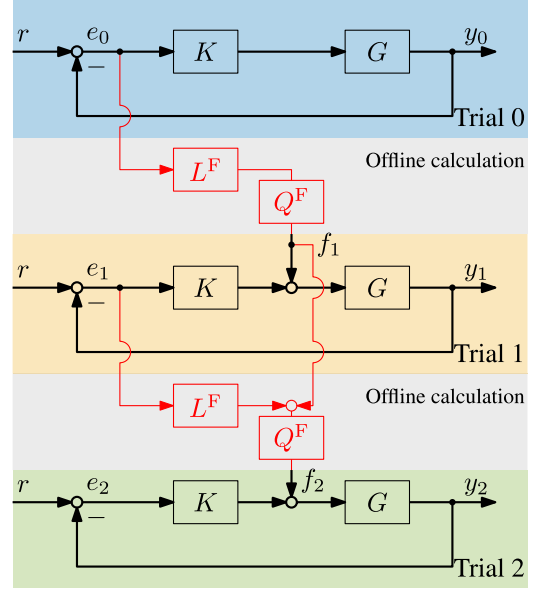 r e₀ K G y₀
−
Trial 0
Offline calculation
Lᶠ
Qᶠ
f₁
r e₁ K G y₁
−
Trial 1
Offline calculation
Lᶠ
Qᶠ
f₂
r e₂ K G y₂
−
Trial 2